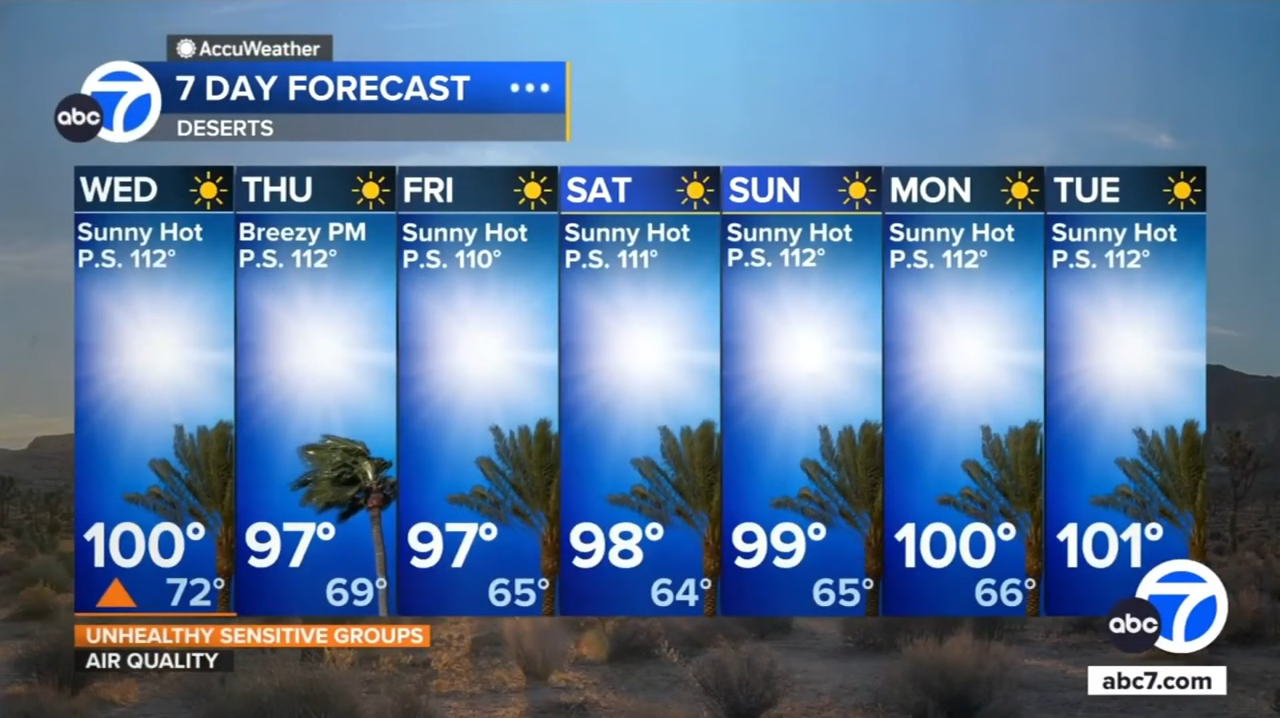 AccuWeather
abc 7
7 DAY FORECAST
DESERTS
WED THU FRI SAT SUN MON TUE
Sunny Hot Breezy PM Sunny Hot Sunny Hot Sunny Hot Sunny Hot Sunny Hot
P.S. 112° P.S. 112° P.S. 110° P.S. 111° P.S. 112° P.S. 112° P.S. 112°
100° 97° 97° 98° 99° 100° 101°
72° 69° 65° 64° 65° 66°
UNHEALTHY SENSITIVE GROUPS
AIR QUALITY
abc 7
abc7.com